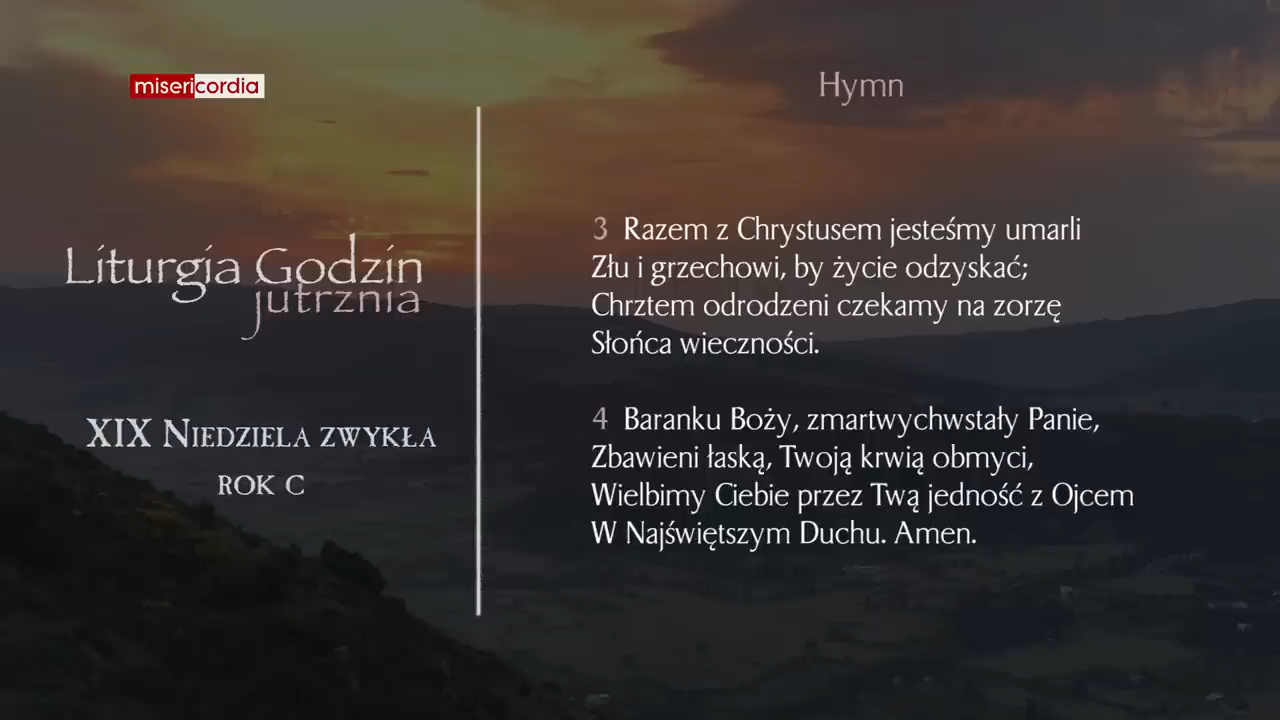 misericordia
Liturgia Godzin
jutrznia
XIX Niedziela zwykła
rok C
Hymn
3 Razem z Chrystusem jesteśmy umarli
Złu i grzechowi, by życie odzyskać;
Chrztem odrodzeni czekamy na zorzę
Słońca wieczności.
4 Baranku Boży, zmartwychwstały Panie,
Zbawieni łaską, Twoją krwią obmyci,
Wielbimy Ciebie przez Twą jedność z Ojcem
W Najświętszym Duchu. Amen.